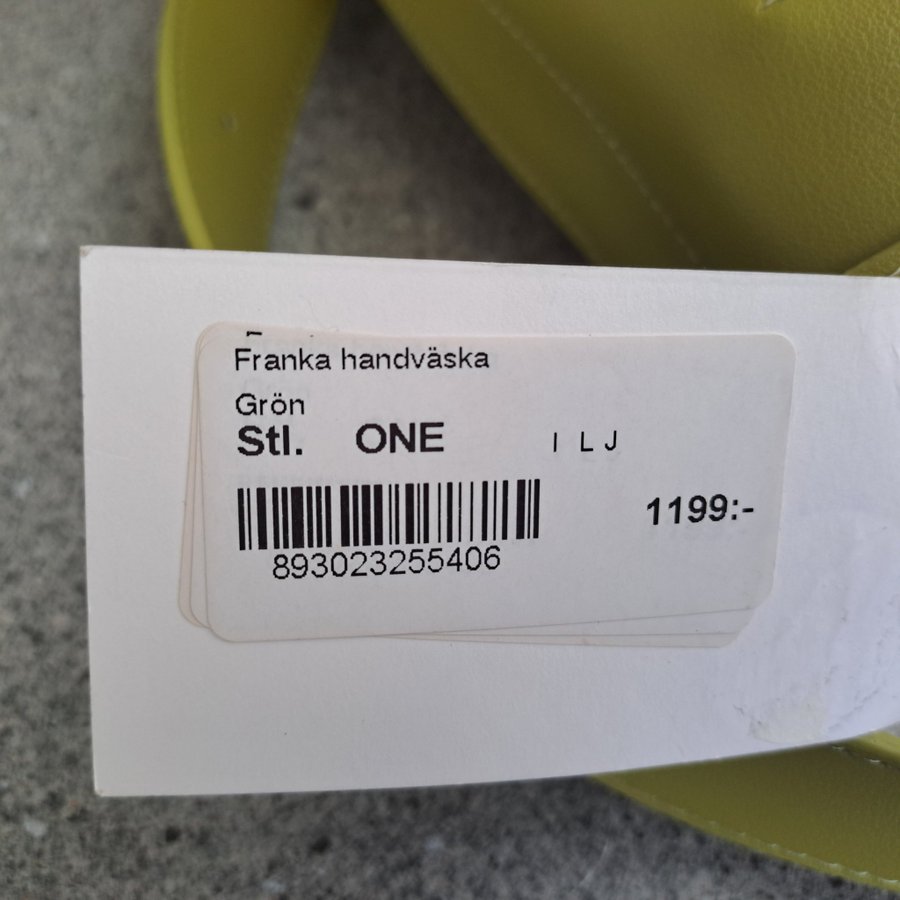 Franka handväska
Grön
Stl. ONE I L J
1199:-
893023255406